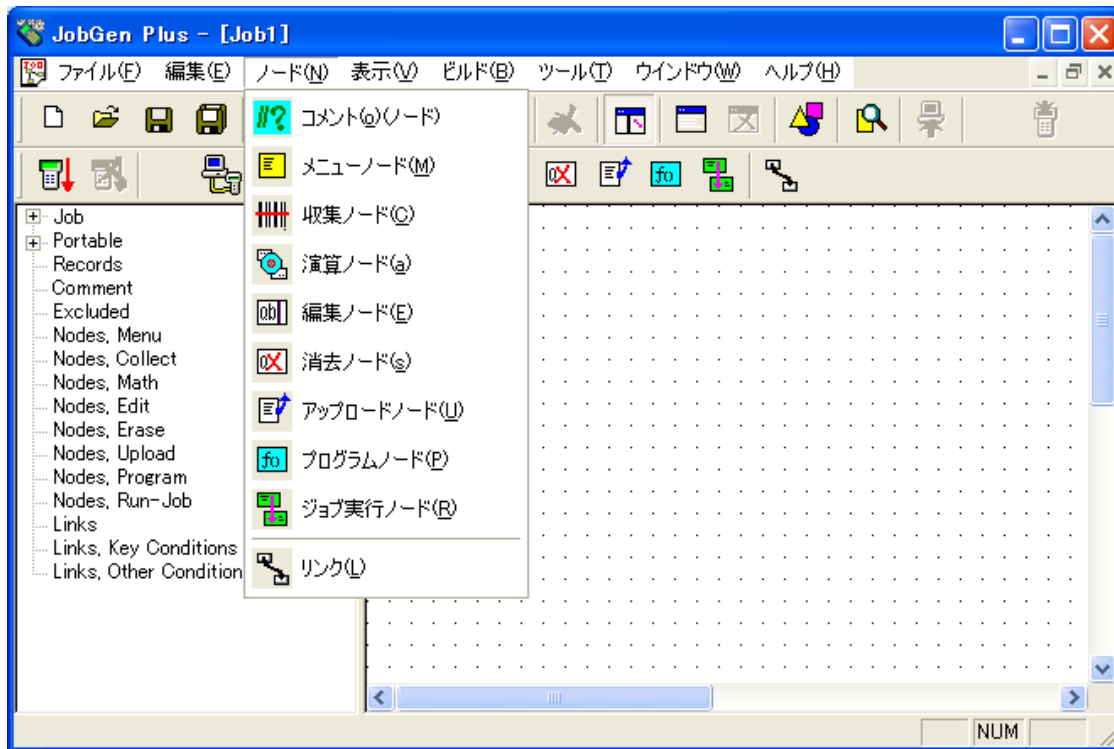 JobGen Plus - [Job1]
ファイル(F) 編集(E) ノード(N) 表示(V) ビルド(B) ツール(T) ウインドウ(W) ヘルプ(H)
コメント(o)(ノード)
メニューノード(M)
収集ノード(C)
演算ノード(a)
編集ノード(E)
消去ノード(s)
アップロードノード(U)
プログラムノード(P)
ジョブ実行ノード(R)
リンク(L)
Job
Portable
Records
Comment
Excluded
Nodes, Menu
Nodes, Collect
Nodes, Math
Nodes, Edit
Nodes, Erase
Nodes, Upload
Nodes, Program
Nodes, Run-Job
Links
Links, Key Conditions
Links, Other Condition
NUM